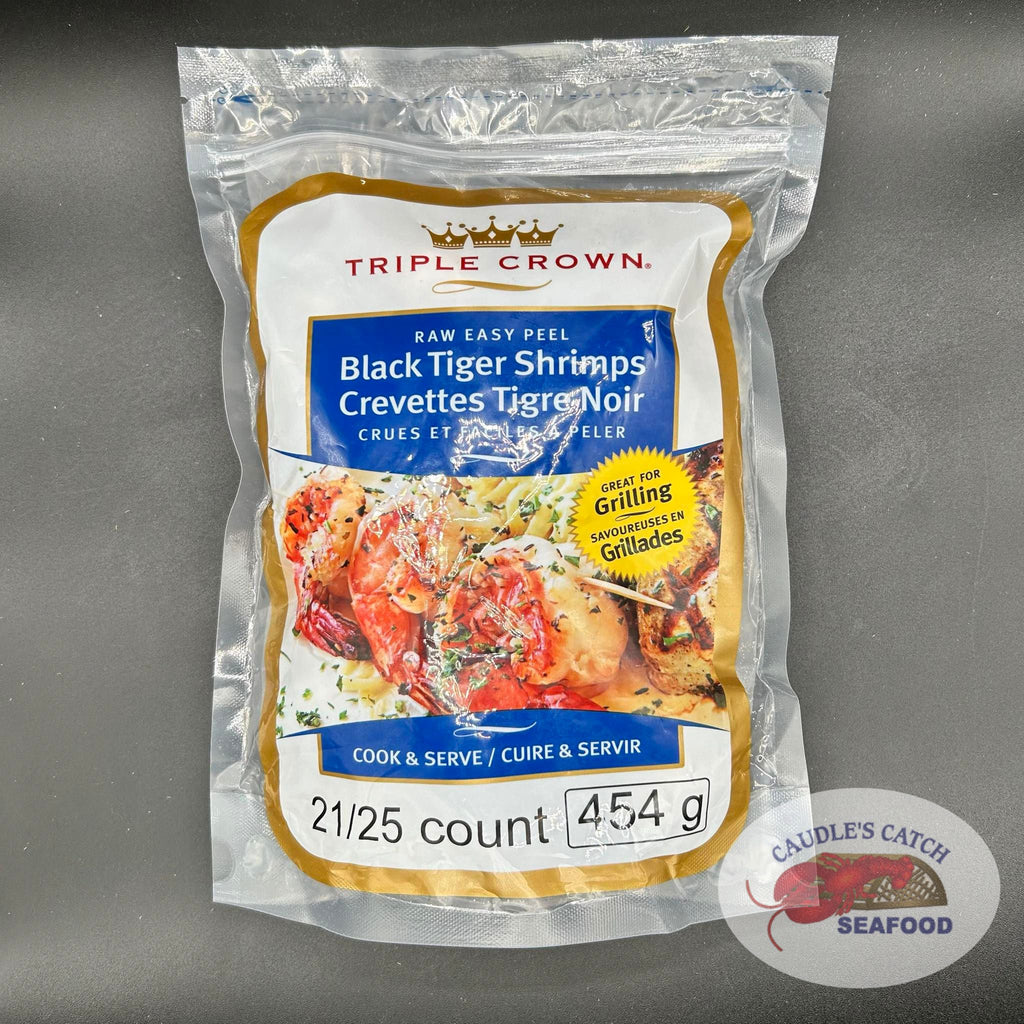 TRIPLE CROWN®
RAW EASY PEEL
Black Tiger Shrimps
Crevettes Tigre Noir
CRUES ET FACILES À PELER
GREAT FOR
Grilling
SAVOUREUSES EN
Grillades
COOK & SERVE / CUIRE & SERVIR
21/25 count 454 g
CAUDLE'S CATCH
SEAFOOD